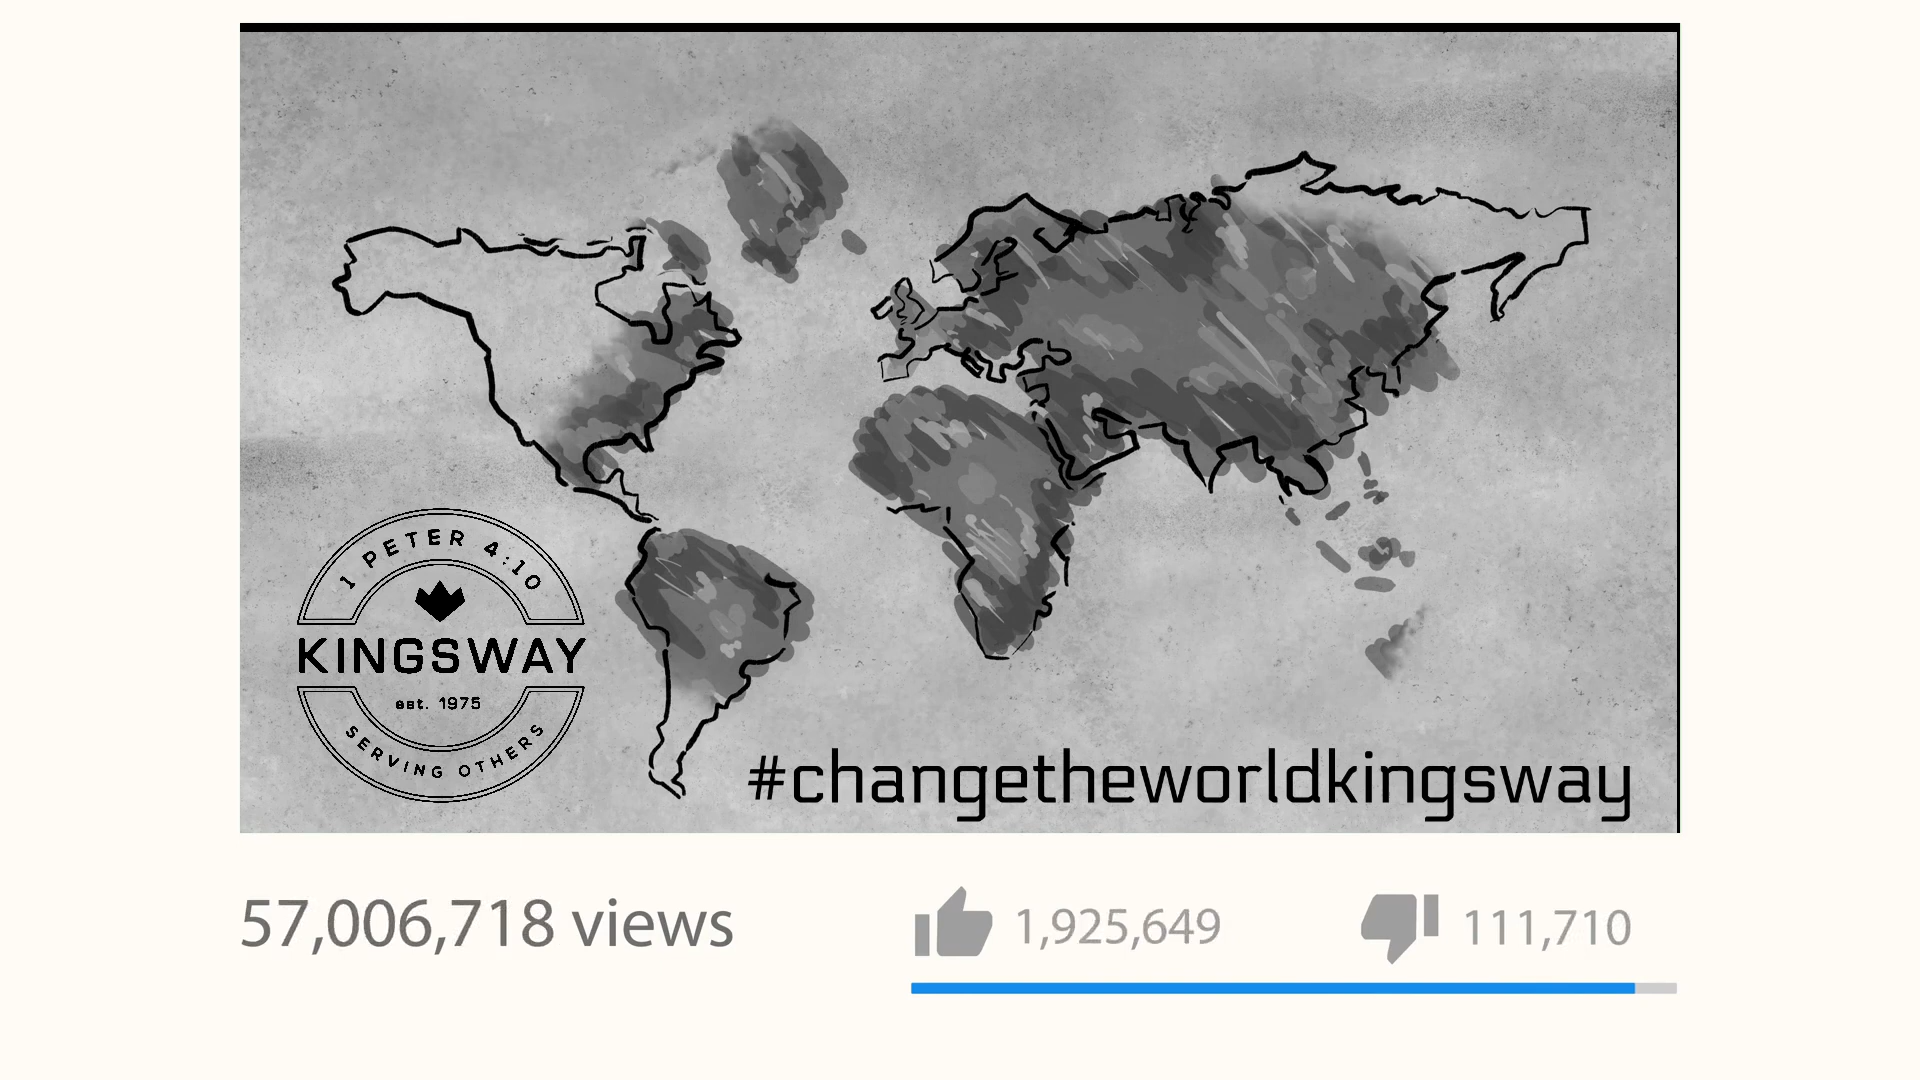 1 PETER 4:10
KINGSWAY
est. 1975
SERVING OTHERS
#changetheworldkingsway
57,006,718 views
1,925,649
111,710